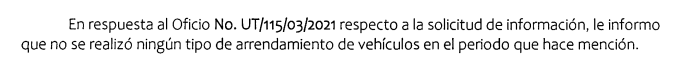 En respuesta al Oficio No. UT/115/03/2021 respecto a la solicitud de información, le informo
que no se realizó ningún tipo de arrendamiento de vehículos en el periodo que hace mención.